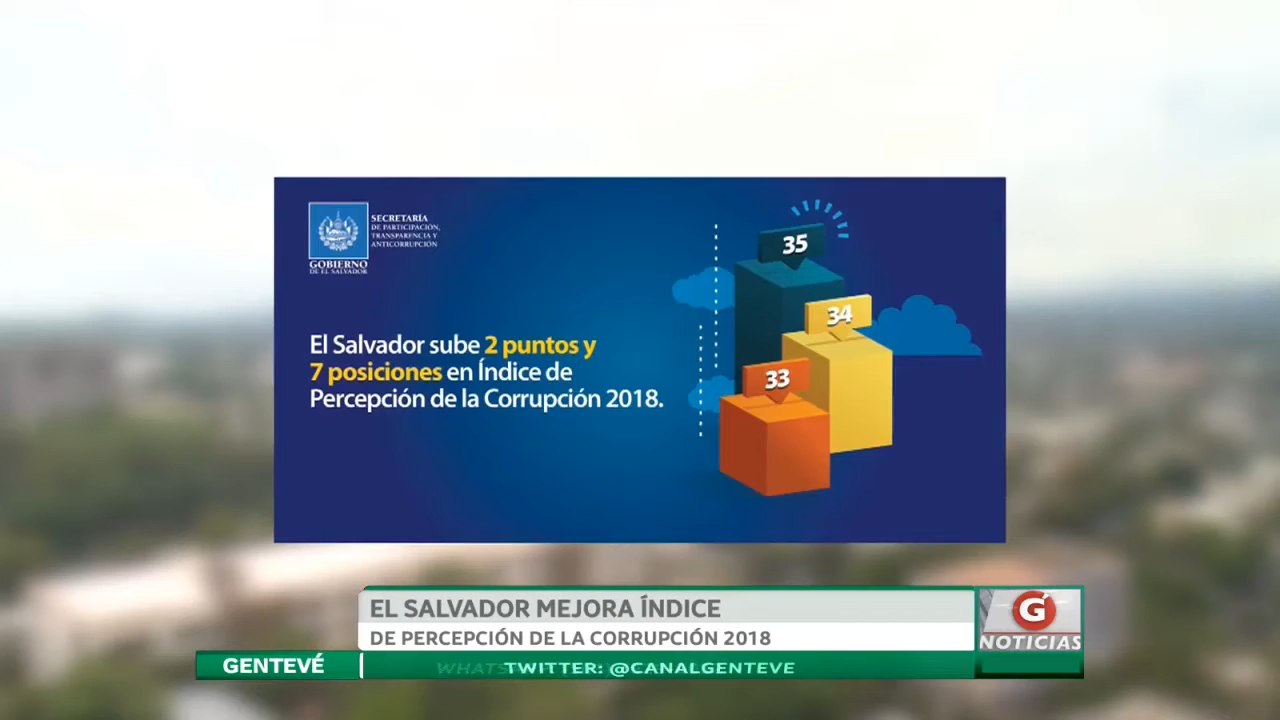 SECRETARÍA
DE PARTICIPACIÓN,
TRANSPARENCIA Y
ANTICORRUPCIÓN
GOBIERNO
DE EL SALVADOR
35
34
33
El Salvador sube 2 puntos y
7 posiciones en Índice de
Percepción de la Corrupción 2018.
EL SALVADOR MEJORA ÍNDICE
DE PERCEPCIÓN DE LA CORRUPCIÓN 2018
G
NOTICIAS
GENTEVÉ
TWITTER: @CANALGENTEVE